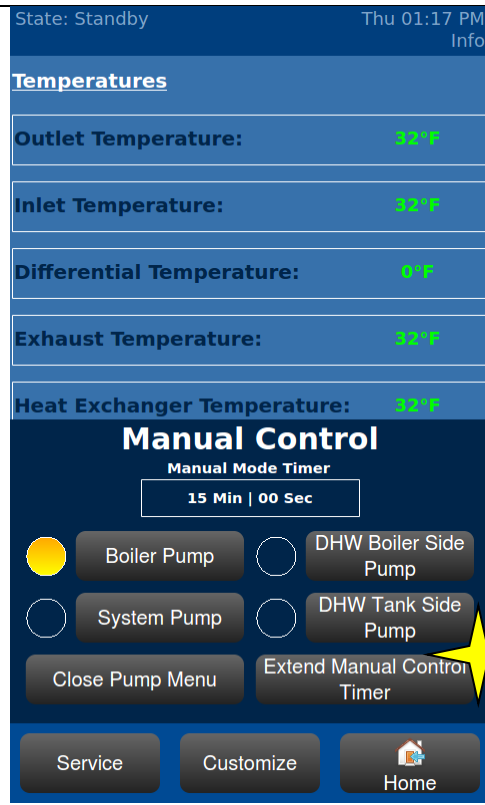 State: Standby Thu 01:17 PM
Info
Temperatures
Outlet Temperature: 32°F
Inlet Temperature: 32°F
Differential Temperature: 0°F
Exhaust Temperature: 32°F
Heat Exchanger Temperature: 32°F
Manual Control
Manual Mode Timer
15 Min | 00 Sec
Boiler Pump
DHW Boiler Side
Pump
System Pump
DHW Tank Side
Pump
Close Pump Menu
Extend Manual Control
Timer
Service
Customize
Home